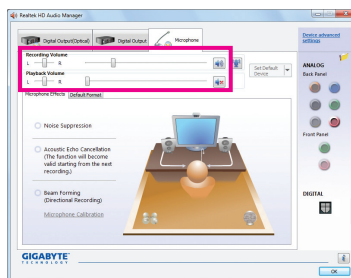 Realtek HD Audio Manager
Digital Output(Optical)
Digital Output
Microphone
Device advanced
settings
Recording Volume
L R
Set Default
Device
Playback Volume
L R
Microphone Effects
Default Format
Noise Suppression
Acoustic Echo Cancellation
(The function will become
valid starting from the next
recording.)
Beam Forming
(Directional Recording)
Microphone Calibration
ANALOG
Back Panel
Front Panel
DIGITAL
GIGABYTE
TECHNOLOGY
OK